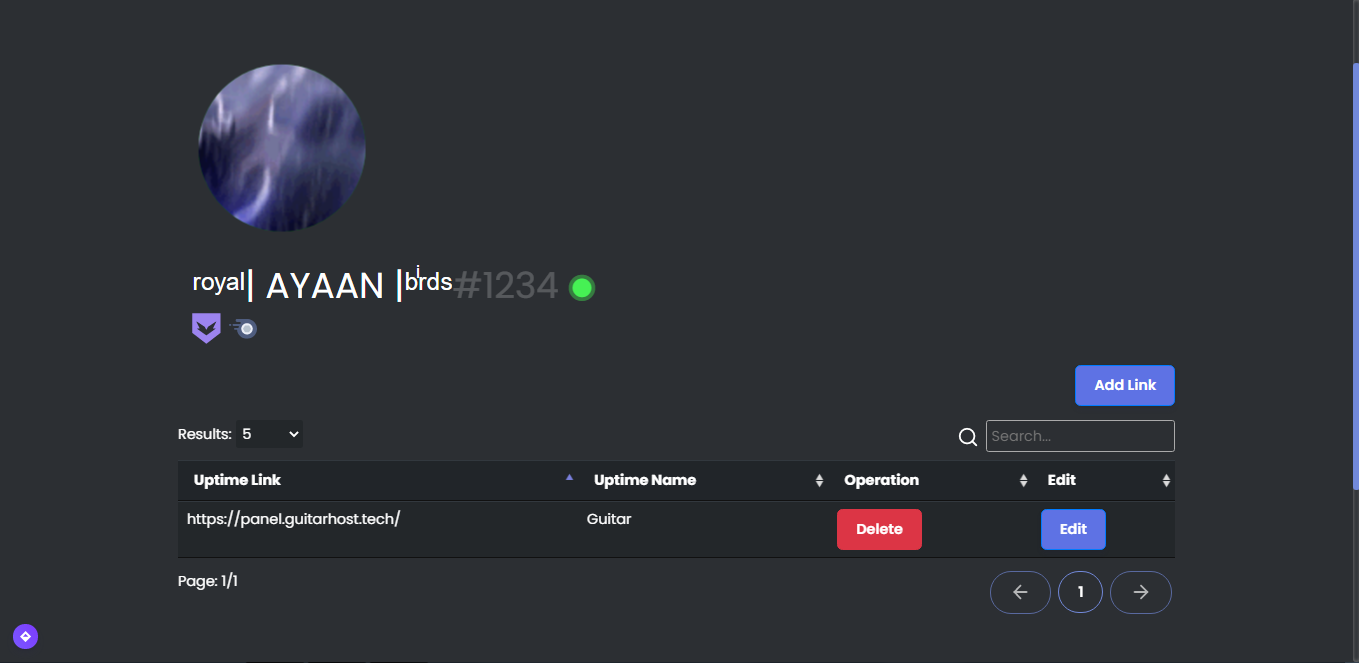 royal| AYAAN |birds#1234
Add Link
Results: 5
Search...
Uptime Link Uptime Name Operation Edit
https://panel.guitarhost.tech/ Guitar Delete Edit
Page: 1/1
1